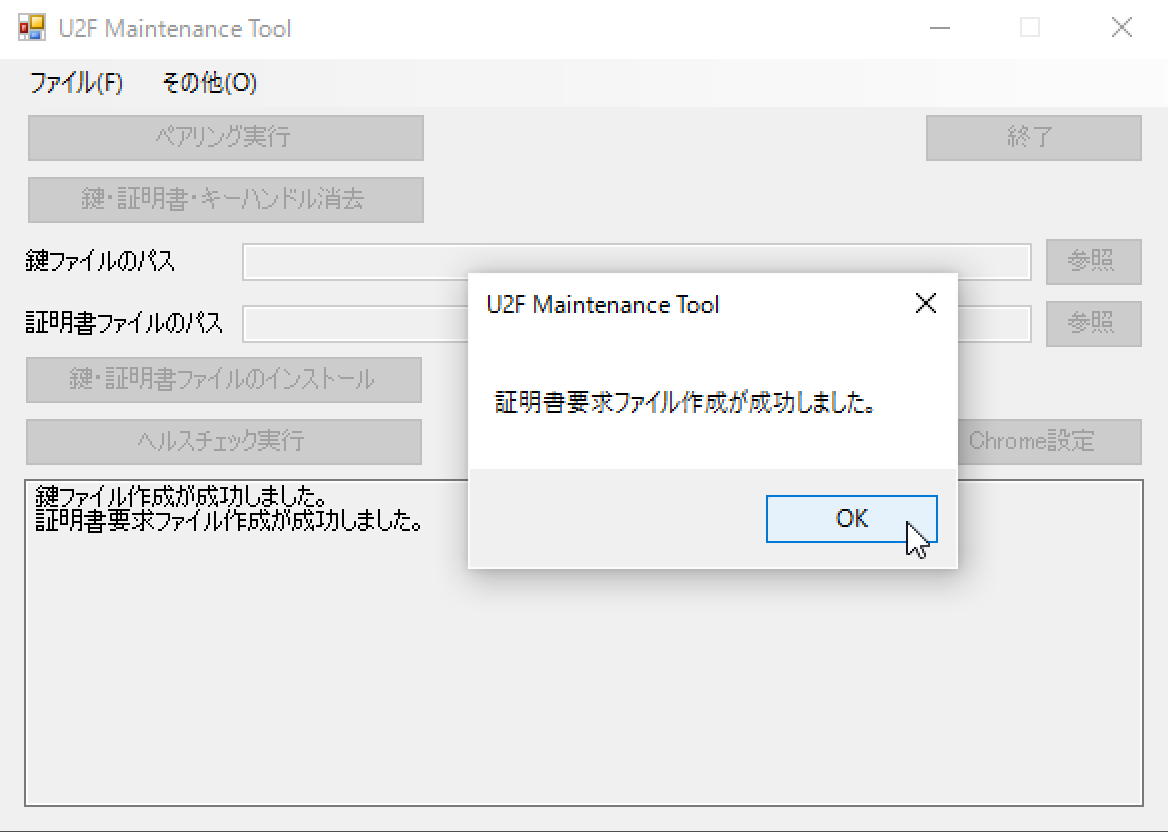 U2F Maintenance Tool
ファイル(F) その他(O)
ペアリング実行 終了
鍵・証明書・キーハンドル消去
鍵ファイルのパス 参照
U2F Maintenance Tool
証明書ファイルのパス 参照
鍵・証明書ファイルのインストール
証明書要求ファイル作成が成功しました。
ヘルスチェック実行 Chrome設定
鍵ファイル作成が成功しました。
証明書要求ファイル作成が成功しました。
OK